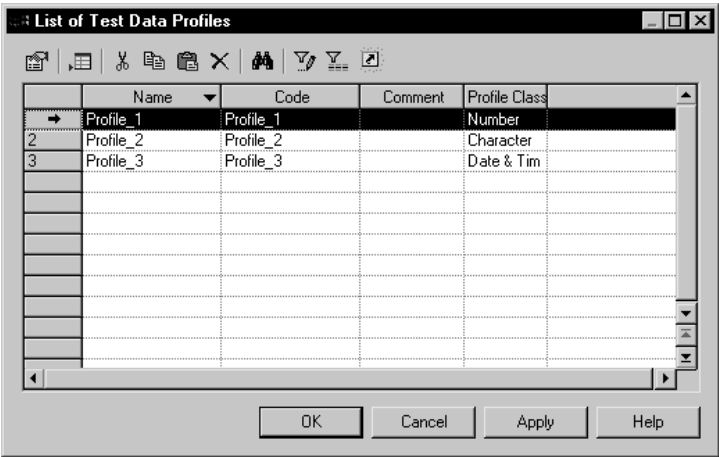 List of Test Data Profiles
Name Code Comment Profile Class
Profile_1 Profile_1 Number
2 Profile_2 Profile_2 Character
3 Profile_3 Profile_3 Date & Tim
OK Cancel Apply Help